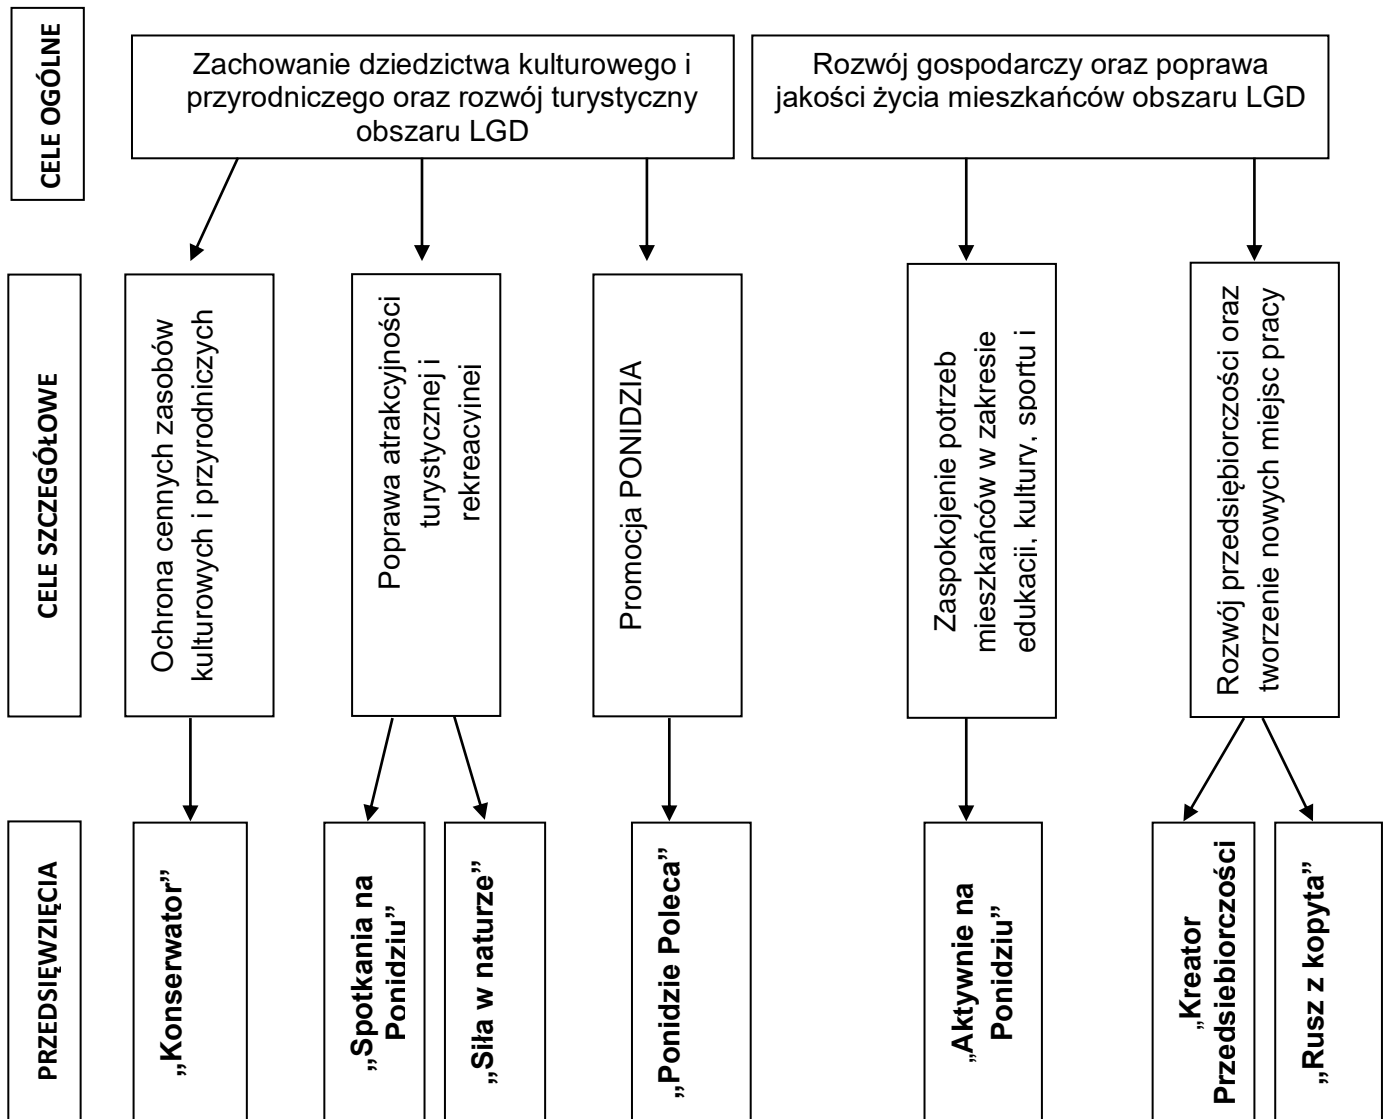 CELE OGÓLNE
Zachowanie dziedzictwa kulturowego i
przyrodniczego oraz rozwój turystyczny
obszaru LGD
Rozwój gospodarczy oraz poprawa
jakości życia mieszkańców obszaru LGD
CELE SZCZEGÓŁOWE
Ochrona cennych zasobów
kulturowych i przyrodniczych
Poprawa atrakcyjności
turystycznej i
rekreacyjnej
Promocja PONIDZIA
Zaspokojenie potrzeb
mieszkańców w zakresie
edukacji, kultury, sportu i
Rozwój przedsiębiorczości oraz
tworzenie nowych miejsc pracy
PRZEDSIĘWZIĘCIA
„Konserwator”
„Spotkania na
Ponidziu”
„Siła w naturze”
„Ponidzie Poleca”
„Aktywnie na
Ponidziu”
„Kreator
Przedsiebiorczości
„Rusz z kopyta”